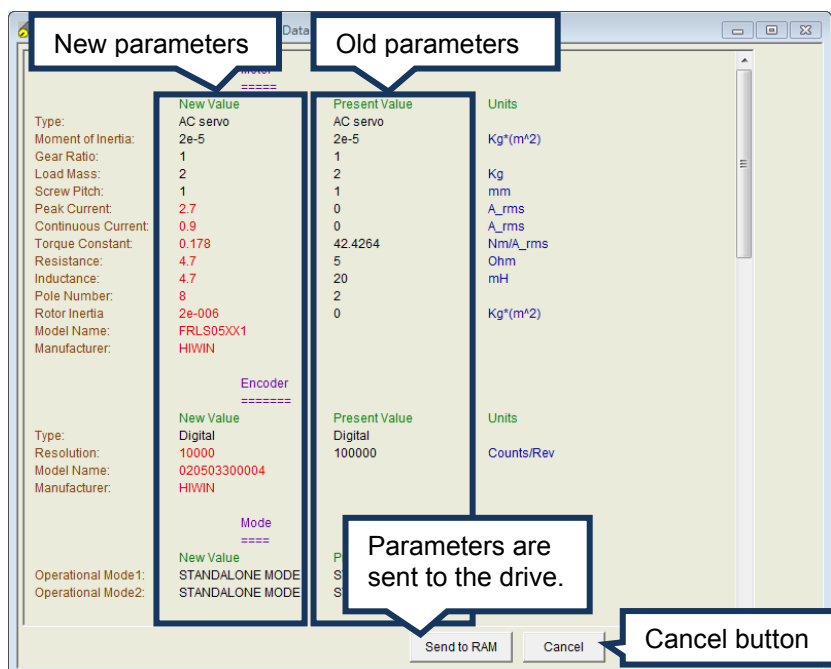 New parameters
Data
Old parameters
Motor
=====
New Value Present Value Units
Type: AC servo AC servo
Moment of Inertia: 2e-5 2e-5 Kg*(m^2)
Gear Ratio: 1 1
Load Mass: 2 2 Kg
Screw Pitch: 1 1 mm
Peak Current: 2.7 0 A_rms
Continuous Current: 0.9 0 A_rms
Torque Constant: 0.178 42.4264 Nm/A_rms
Resistance: 4.7 5 Ohm
Inductance: 4.7 20 mH
Pole Number: 8 2
Rotor Inertia 2e-006 0 Kg*(m^2)
Model Name: FRLS05XX1
Manufacturer: HIWIN
Encoder
=======
New Value Present Value Units
Type: Digital Digital
Resolution: 10000 100000 Counts/Rev
Model Name: 020503300004
Manufacturer: HIWIN
Mode
====
New Value
Operational Mode1: STANDALONE MODE
Operational Mode2: STANDALONE MODE
Parameters are
sent to the drive.
Send to RAM Cancel
Cancel button